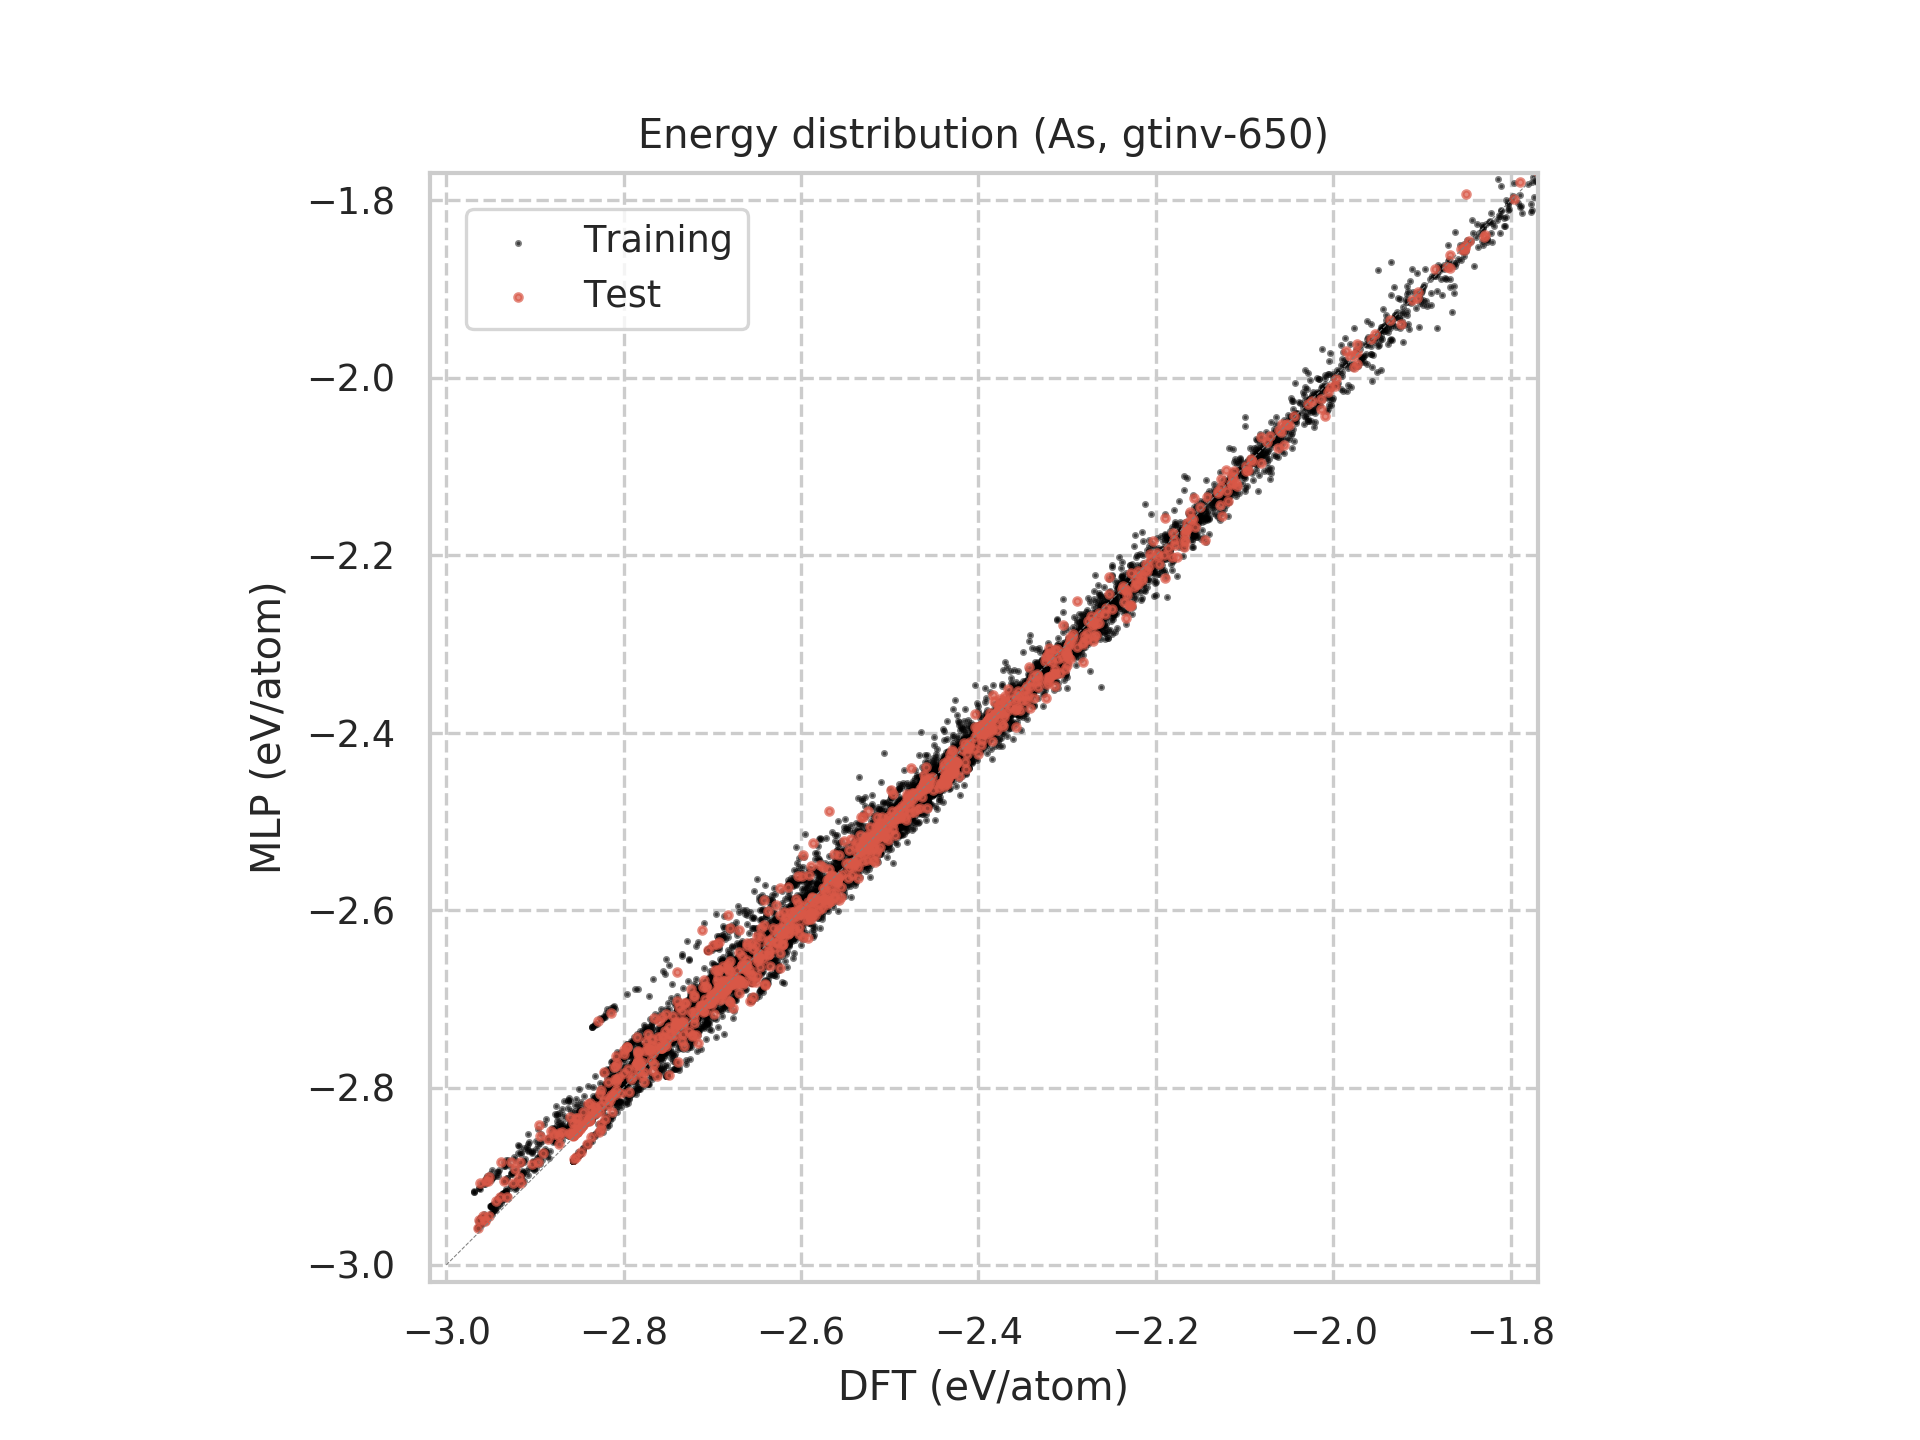 Energy distribution (As, gtinv-650)
Training
Test
−1.8
−2.0
−2.2
−2.4
−2.6
−2.8
−3.0
MLP (eV/atom)
−3.0 −2.8 −2.6 −2.4 −2.2 −2.0 −1.8
DFT (eV/atom)